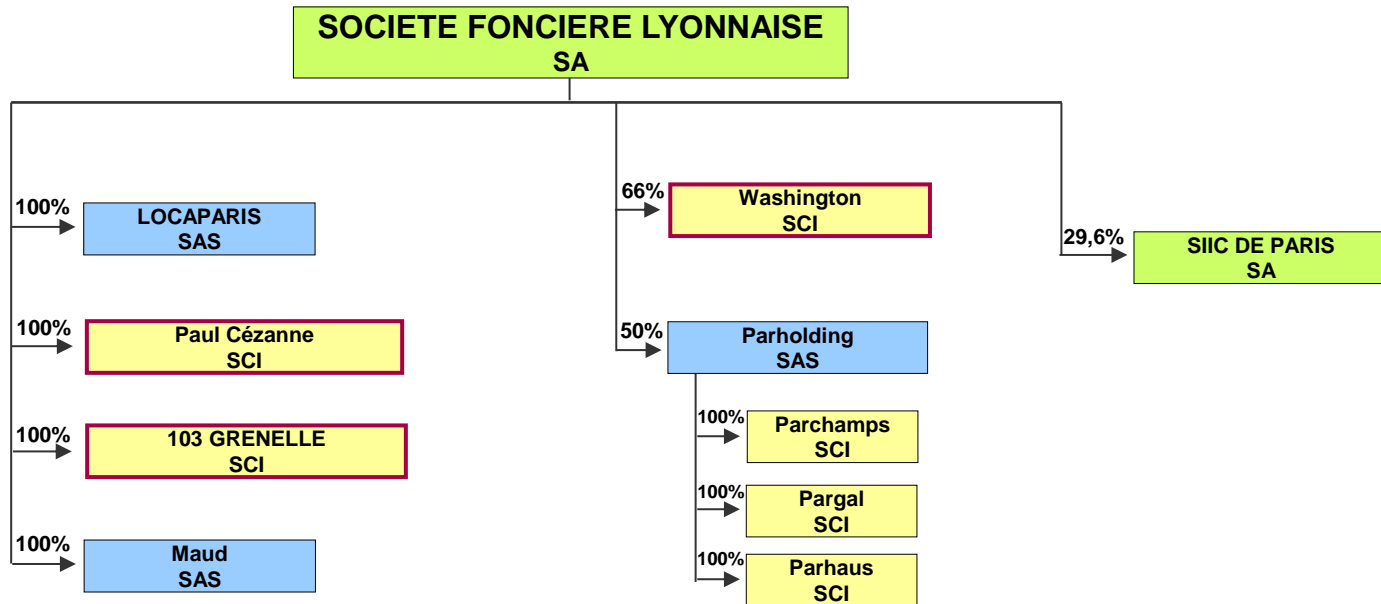 SOCIETE FONCIERE LYONNAISE
SA
100%
LOCAPARIS
SAS
100%
Paul Cézanne
SCI
100%
103 GRENELLE
SCI
100%
Maud
SAS
66%
Washington
SCI
50%
Parholding
SAS
100%
Parchamps
SCI
100%
Pargal
SCI
100%
Parhaus
SCI
29,6%
SIIC DE PARIS
SA